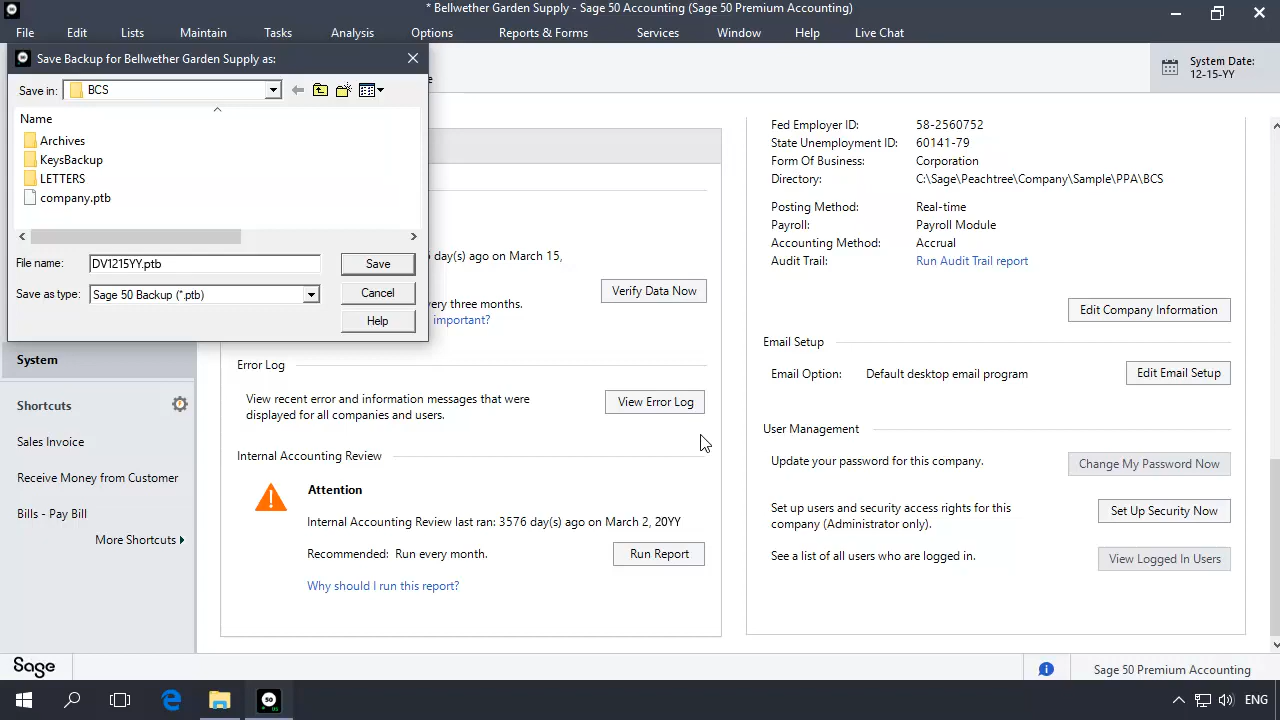 * Bellwether Garden Supply - Sage 50 Accounting (Sage 50 Premium Accounting)
File Edit Lists Maintain Tasks Analysis Options Reports & Forms Services Window Help Live Chat
Save Backup for Bellwether Garden Supply as:
Save in: BCS
Name
Archives
KeysBackup
LETTERS
company.ptb
File name: DV1215YY.ptb Save
Save as type: Sage 50 Backup (*.ptb) Cancel
Help
System Date:
12-15-YY
day(s) ago on March 15,
Verify Data Now
very three months.
important?
Error Log
View recent error and information messages that were
displayed for all companies and users.
View Error Log
Internal Accounting Review
Attention
Internal Accounting Review last ran: 3576 day(s) ago on March 2, 20YY
Recommended: Run every month. Run Report
Why should I run this report?
Fed Employer ID: 58-2560752
State Unemployment ID: 60141-79
Form Of Business: Corporation
Directory: C:\Sage\Peachtree\Company\Sample\PPA\BCS
Posting Method: Real-time
Payroll: Payroll Module
Accounting Method: Accrual
Audit Trail: Run Audit Trail report
Edit Company Information
Email Setup
Email Option: Default desktop email program Edit Email Setup
User Management
Update your password for this company. Change My Password Now
Set up users and security access rights for this
company (Administrator only).
Set Up Security Now
See a list of all users who are logged in. View Logged In Users
System
Shortcuts
Sales Invoice
Receive Money from Customer
Bills - Pay Bill
More Shortcuts
Sage
Sage 50 Premium Accounting
50
US
ENG